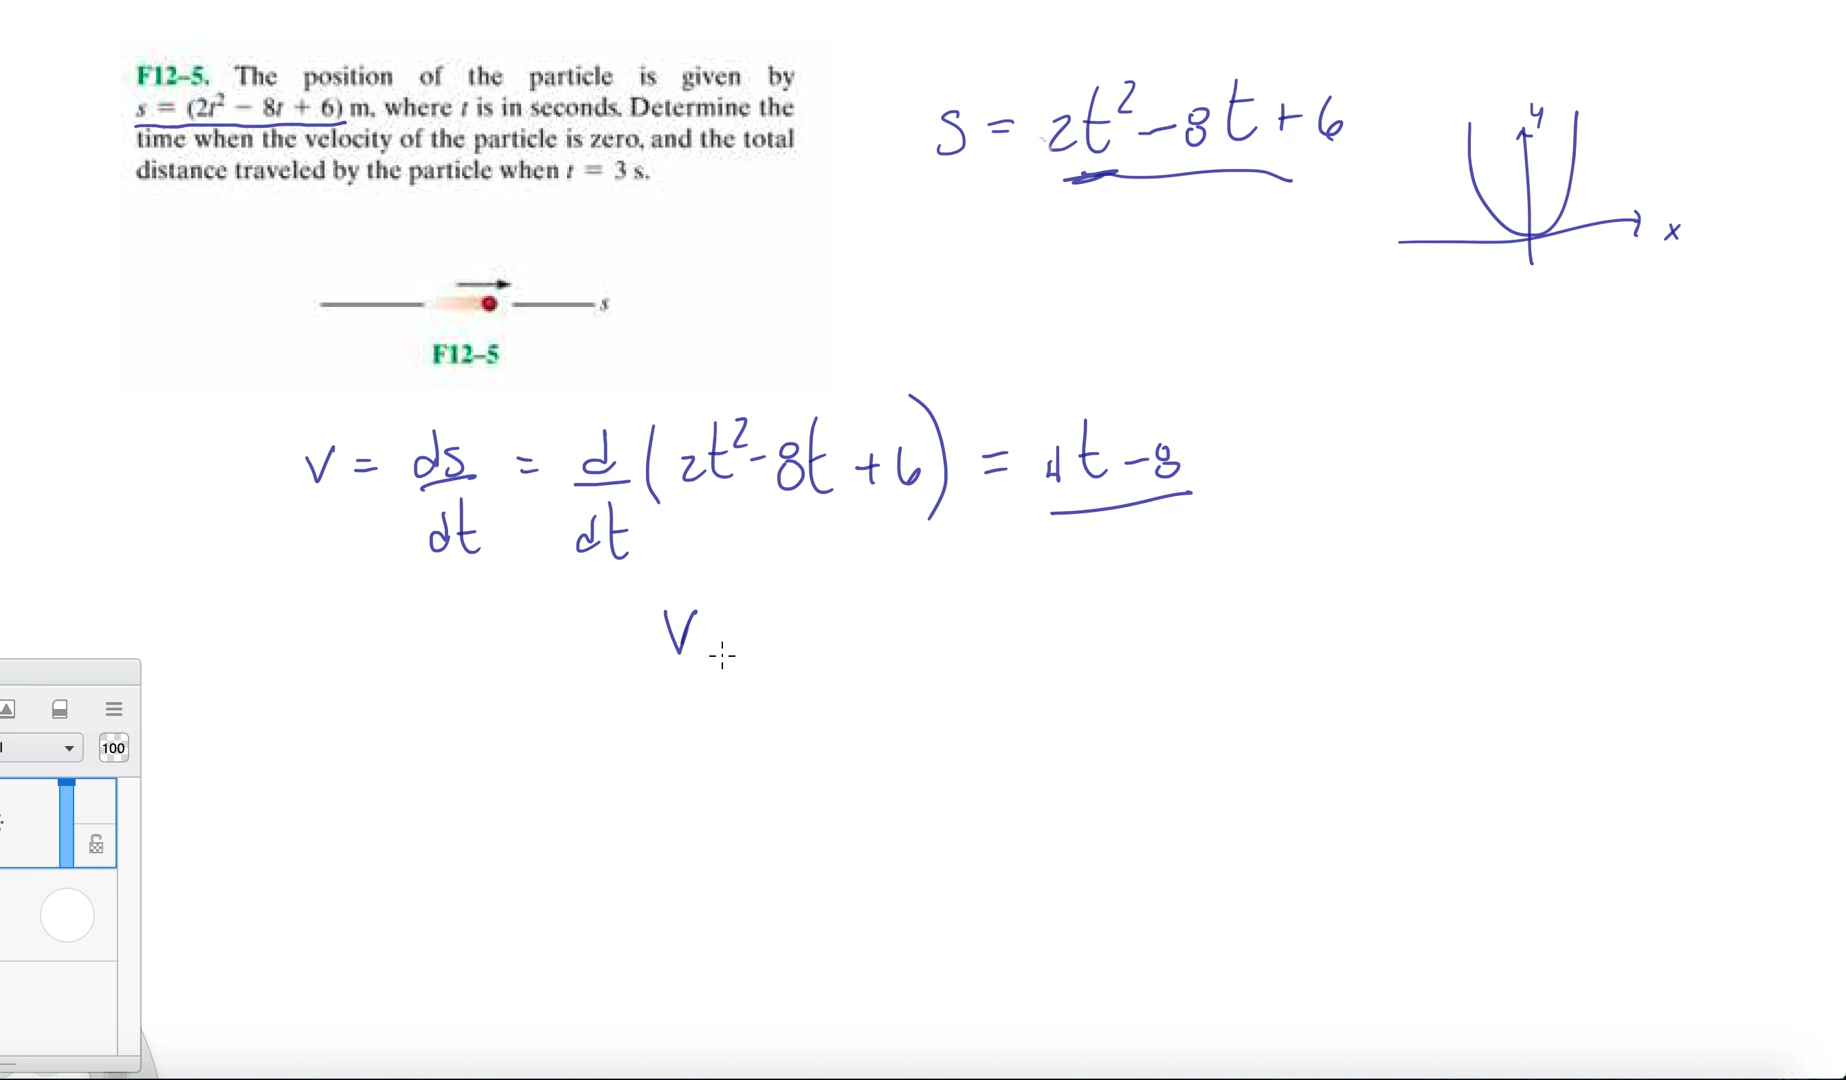 F12–5. The position of the particle is given by
s = (2t² − 8t + 6) m, where t is in seconds. Determine the
time when the velocity of the particle is zero, and the total
distance traveled by the particle when t = 3 s.
s
F12–5
s = 2t² − 8t + 6
y
x
v = ds/dt = d/dt (2t² - 8t + 6) = 4t - 8
v
100